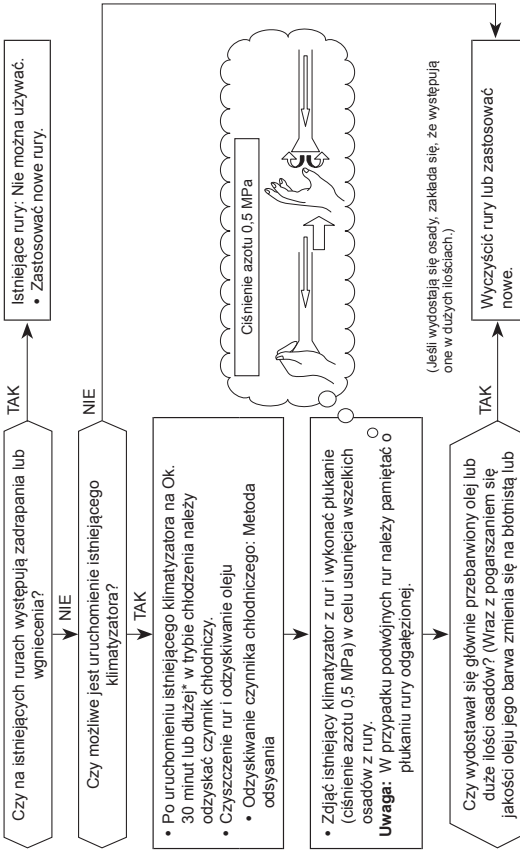 Czy na istniejących rurach występują zadrapania lub
wgniecenia?
TAK
Istniejące rury: Nie można używać.
• Zastosować nowe rury.
NIE
Czy możliwe jest uruchomienie istniejącego
klimatyzatora?
NIE
TAK
• Po uruchomieniu istniejącego klimatyzatora na Ok.
30 minut lub dłużej* w trybie chłodzenia należy
odzyskać czynnik chłodniczy.
• Czyszczenie rur i odzyskiwanie oleju
• Odzyskiwanie czynnika chłodniczego: Metoda
odsysania
Ciśnienie azotu 0,5 MPa
• Zdjąć istniejący klimatyzator z rur i wykonać płukanie
(ciśnienie azotu 0,5 MPa) w celu usunięcia wszelkich
osadów z rury.
Uwaga: W przypadku podwójnych rur należy pamiętać o
płukaniu rury odgałęzionej.
(Jeśli wydostają się osady, zakłada się, że występują
one w dużych ilościach.)
Czy wydostawał się głównie przebarwiony olej lub
duże ilości osadów? (Wraz z pogarszaniem się
jakości oleju jego barwa zmienia się na błotnistą lub
TAK
Wyczyścić rury lub zastosować
nowe.